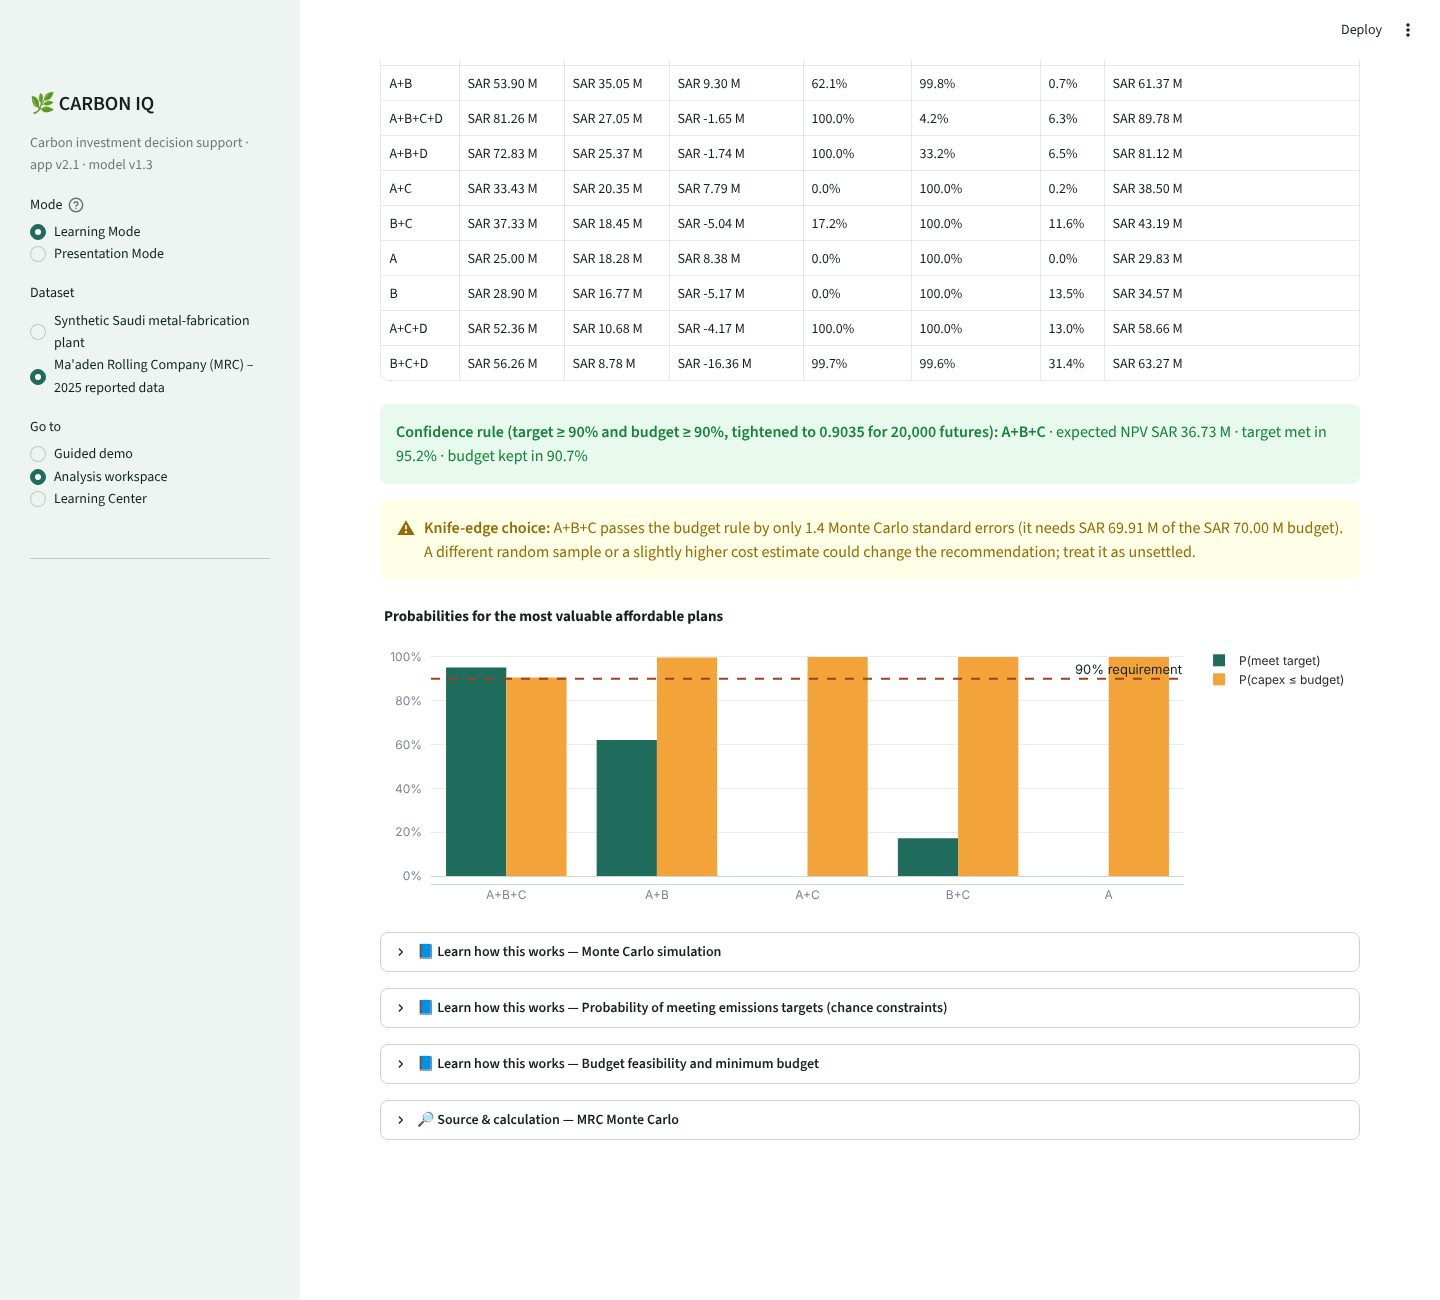 Deploy
🌿 CARBON IQ
Carbon investment decision support ·
app v2.1 · model v1.3
Mode
Learning Mode
Presentation Mode
Dataset
Synthetic Saudi metal-fabrication
plant
Ma'aden Rolling Company (MRC) –
2025 reported data
Go to
Guided demo
Analysis workspace
Learning Center
A+B SAR 53.90 M SAR 35.05 M SAR 9.30 M 62.1% 99.8% 0.7% SAR 61.37 M
A+B+C+D SAR 81.26 M SAR 27.05 M SAR -1.65 M 100.0% 4.2% 6.3% SAR 89.78 M
A+B+D SAR 72.83 M SAR 25.37 M SAR -1.74 M 100.0% 33.2% 6.5% SAR 81.12 M
A+C SAR 33.43 M SAR 20.35 M SAR 7.79 M 0.0% 100.0% 0.2% SAR 38.50 M
B+C SAR 37.33 M SAR 18.45 M SAR -5.04 M 17.2% 100.0% 11.6% SAR 43.19 M
A SAR 25.00 M SAR 18.28 M SAR 8.38 M 0.0% 100.0% 0.0% SAR 29.83 M
B SAR 28.90 M SAR 16.77 M SAR -5.17 M 0.0% 100.0% 13.5% SAR 34.57 M
A+C+D SAR 52.36 M SAR 10.68 M SAR -4.17 M 100.0% 100.0% 13.0% SAR 58.66 M
B+C+D SAR 56.26 M SAR 8.78 M SAR -16.36 M 99.7% 99.6% 31.4% SAR 63.27 M
Confidence rule (target ≥ 90% and budget ≥ 90%, tightened to 0.9035 for 20,000 futures): A+B+C · expected NPV SAR 36.73 M · target met in
95.2% · budget kept in 90.7%
Knife-edge choice: A+B+C passes the budget rule by only 1.4 Monte Carlo standard errors (it needs SAR 69.91 M of the SAR 70.00 M budget).
A different random sample or a slightly higher cost estimate could change the recommendation; treat it as unsettled.
Probabilities for the most valuable affordable plans
100%
80%
60%
40%
20%
0%
90% requirement
A+B+C A+B A+C B+C A
P(meet target)
P(capex ≤ budget)
📘 Learn how this works — Monte Carlo simulation
📘 Learn how this works — Probability of meeting emissions targets (chance constraints)
📘 Learn how this works — Budget feasibility and minimum budget
🔎 Source & calculation — MRC Monte Carlo